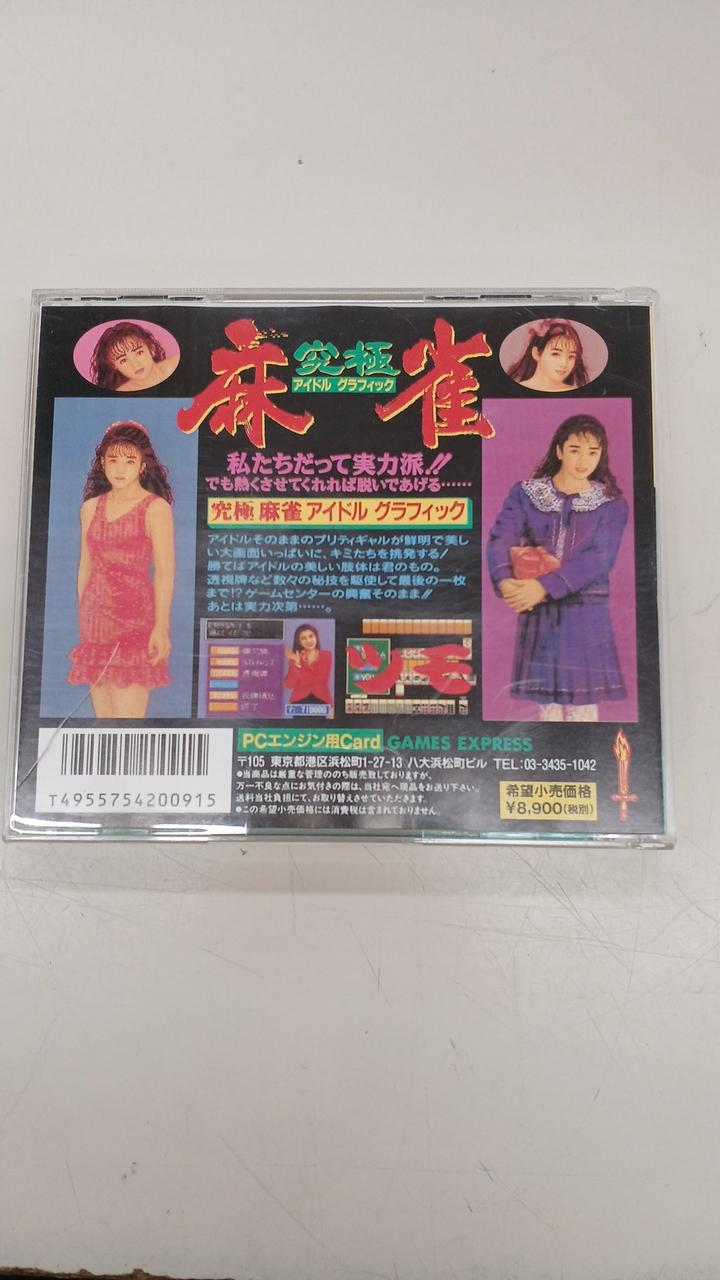 究極
麻雀
アイドル グラフィック
私たちだって実力派!!
でも熱くさせてくれれば脱いであげる……
究極 麻雀 アイドル グラフィック
アイドルそのままのプリティギャルが鮮明で美し
い大画面いっぱいに、キミたちを挑発する!
勝てばアイドルの美しい肢体は君のもの。
透視牌など数々の秘技を駆使して最後の一枚
まで!?ゲームセンターの興奮そのまま!!
あとは実力次第……。
ツモ
PCエンジン用Card GAMES EXPRESS
〒105 東京都港区浜松町1-27-13 八大浜松町ビル TEL:03-3435-1042
●当商品は厳重な管理ののち販売致しておりますが、
万一不良な点にお気付きの際は、当社宛へ現品をお送り下さい。
送料当社負担にて、お取り替えさせていただきます。
●この希望小売価格には消費税は含まれておりません。
希望小売価格
¥8,900(税別)
T4955754200915